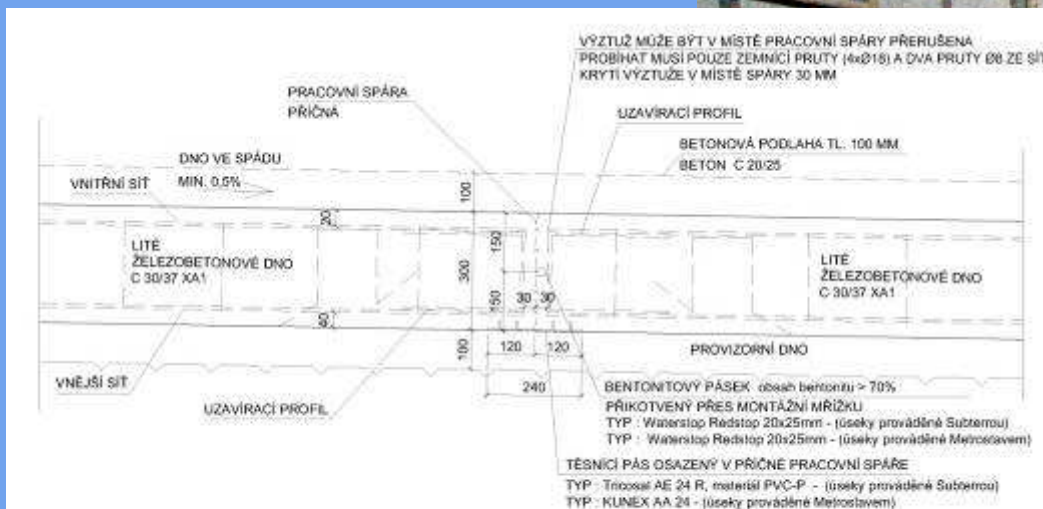 VÝZTUŽ MŮŽE BÝT V MÍSTĚ PRACOVNÍ SPÁRY PŘERUŠENA
PROBÍHAT MUSÍ POUZE ZEMNÍCÍ PRUTY (4xØ18) A DVA PRUTY Ø8 ZE SÍT
KRYTÍ VÝZTUŽE V MÍSTĚ SPÁRY 30 MM
PRACOVNÍ SPÁRA
PŘÍČNÁ
UZAVÍRACÍ PROFIL
BETONOVÁ PODLAHA TL. 100 MM
BETON C 20/25
DNO VE SPÁDU
MIN. 0,5%
VNITŘNÍ SÍŤ
100
20
150
LITÉ
ŽELEZOBETONOVÉ DNO
C 30/37 XA1
300
LITÉ
ŽELEZOBETONOVÉ DNO
C 30/37 XA1
30 30
150
40
120 120
100
PROVIZORNÍ DNO
240
VNĚJŠÍ SÍŤ
UZAVÍRACÍ PROFIL
BENTONITOVÝ PÁSEK obsah bentonitu > 70%
PŘIKOTVENÝ PŘES MONTÁŽNÍ MŘÍŽKU
TYP : Waterstop Redstop 20x25mm - (úseky prováděné Subterrou)
TYP : Waterstop Redstop 20x25mm - (úseky prováděné Metrostavem)
TĚSNÍCÍ PÁS OSAZENÝ V PŘÍČNÉ PRACOVNÍ SPÁŘE
TYP : Tricosal AE 24 R, materiál PVC-P - (úseky prováděné Subterrou)
TYP : KUNEX AA 24 - (úseky prováděné Metrostavem)